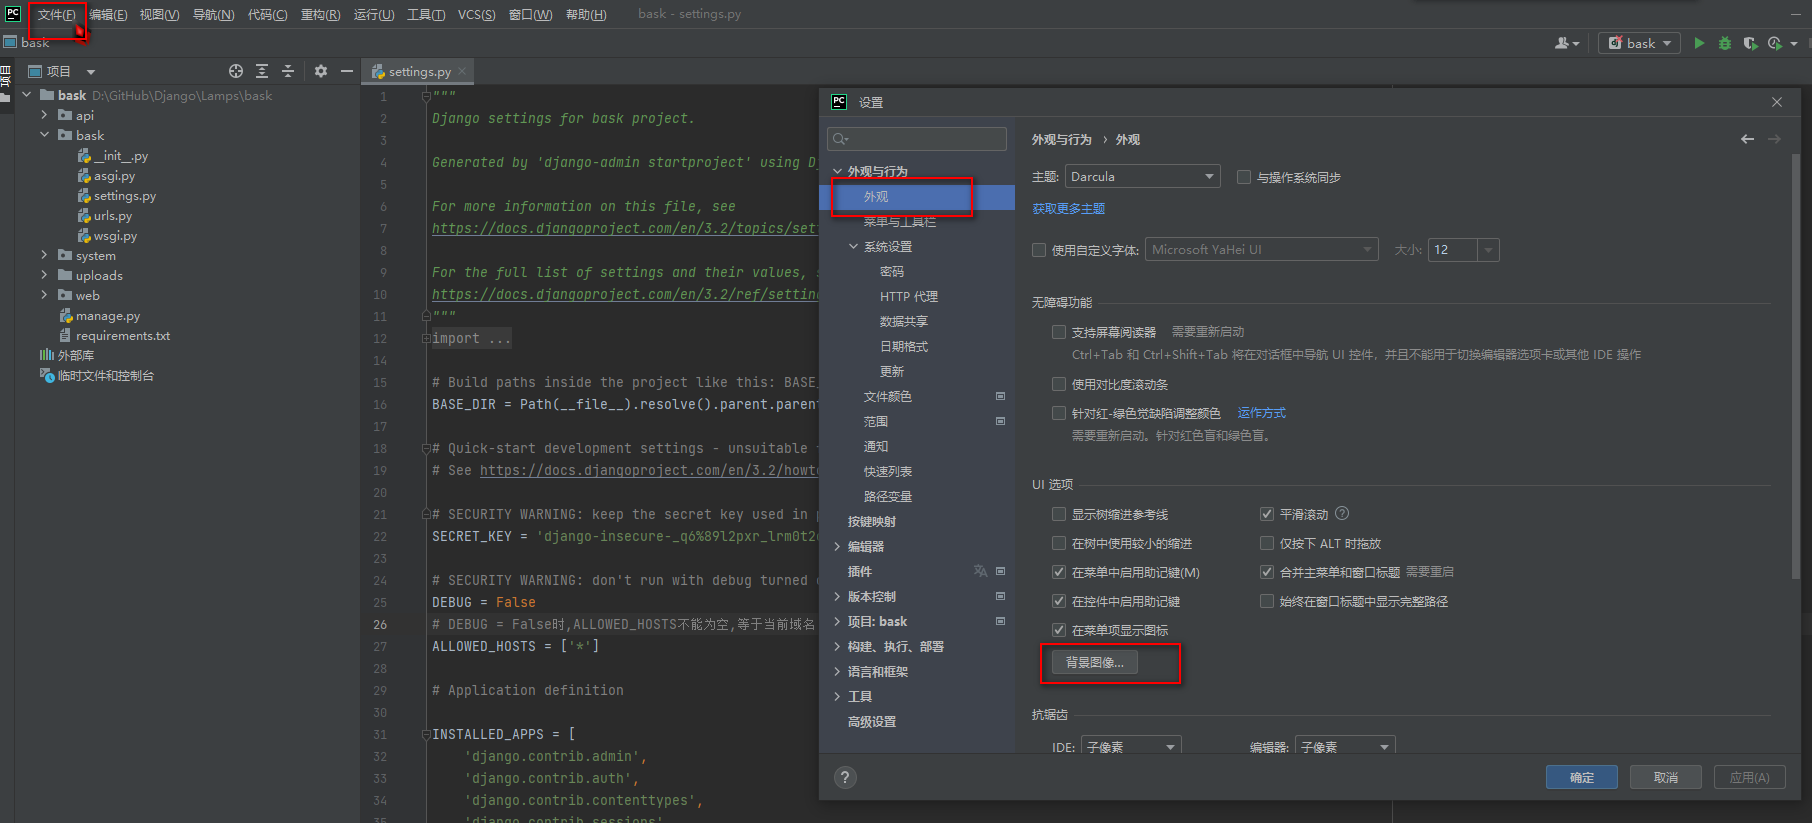 PC 文件(F) 编辑(E) 视图(V) 导航(N) 代码(C) 重构(R) 运行(U) 工具(T) VCS(S) 窗口(W) 帮助(H) bask - settings.py
bask
bask
项目
项目
settings.py
bask D:\GitHub\Django\Lamps\bask
api
bask
__init__.py
asgi.py
settings.py
urls.py
wsgi.py
system
uploads
web
manage.py
requirements.txt
外部库
临时文件和控制台
1 """
2 Django settings for bask project.
3
4 Generated by 'django-admin startproject' using D
5
6 For more information on this file, see
7 https://docs.djangoproject.com/en/3.2/topics/set
8
9 For the full list of settings and their values, s
10 https://docs.djangoproject.com/en/3.2/ref/settin
11 """
12 import ...
14
15 # Build paths inside the project like this: BASE_
16 BASE_DIR = Path(__file__).resolve().parent.paren
17
18 # Quick-start development settings - unsuitable
19 # See https://docs.djangoproject.com/en/3.2/howt
20
21 # SECURITY WARNING: keep the secret key used in p
22 SECRET_KEY = 'django-insecure-_q6%89l2pxr_lrm0t2
23
24 # SECURITY WARNING: don't run with debug turned
25 DEBUG = False
26 # DEBUG = False时,ALLOWED_HOSTS不能为空,等于当前域名
27 ALLOWED_HOSTS = ['*']
28
29 # Application definition
30
31 INSTALLED_APPS = [
32 'django.contrib.admin',
33 'django.contrib.auth',
34 'django.contrib.contenttypes',
35 'django.contrib.sessions'
PC 设置
外观与行为
外观
菜单与工具栏
系统设置
密码
HTTP 代理
数据共享
日期格式
更新
文件颜色
范围
通知
快速列表
路径变量
按键映射
编辑器
插件
版本控制
项目: bask
构建、执行、部署
语言和框架
工具
高级设置
外观与行为 › 外观
主题: Darcula 与操作系统同步
获取更多主题
使用自定义字体: Microsoft YaHei UI 大小: 12
无障碍功能
支持屏幕阅读器 需要重新启动
Ctrl+Tab 和 Ctrl+Shift+Tab 将在对话框中导航 UI 控件，并且不能用于切换编辑器选项卡或其他 IDE 操作
使用对比度滚动条
针对红-绿色觉缺陷调整颜色 运作方式
需要重新启动。针对红色盲和绿色盲。
UI 选项
显示树缩进参考线 平滑滚动 ?
在树中使用较小的缩进 仅按下 ALT 时拖放
在菜单中启用助记键(M) 合并主菜单和窗口标题 需要重启
在控件中启用助记键 始终在窗口标题中显示完整路径
在菜单项显示图标
背景图像...
抗锯齿
IDE: 子像素 编辑器: 子像素
? 确定 取消 应用(A)